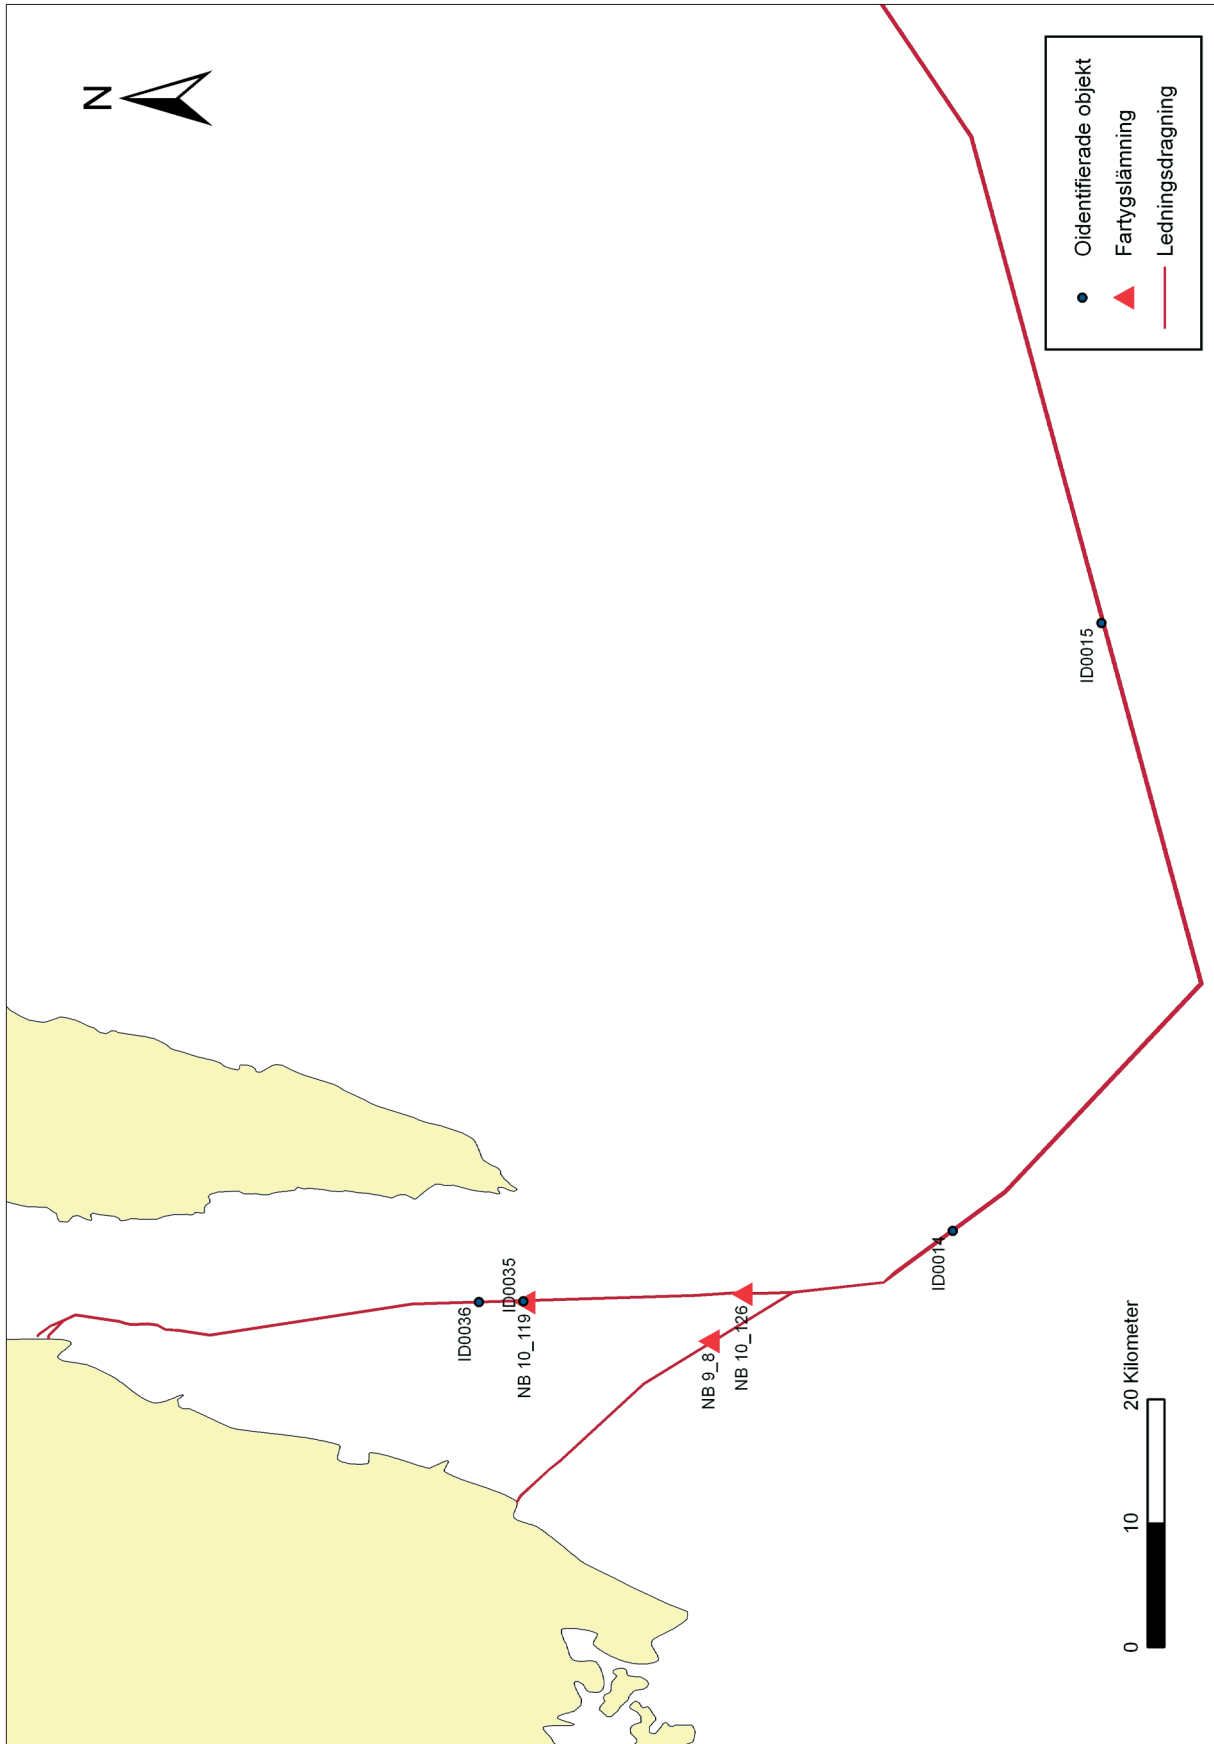 N
Oidentifierade objekt
Fartygslämning
Ledningsdragning
ID0036
ID0035
NB 10_119
NB 9_8
NB 10_126
ID0014
ID0015
0 10 20 Kilometer